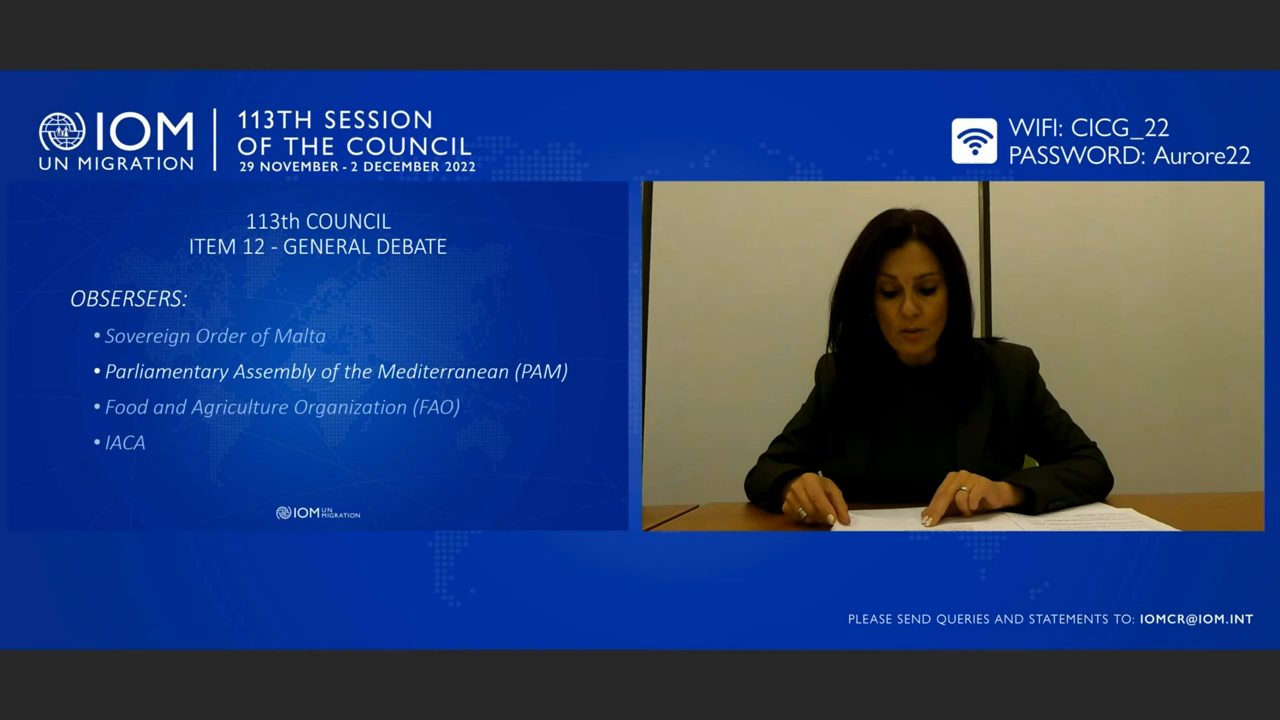 IOM
UN MIGRATION
113TH SESSION
OF THE COUNCIL
29 NOVEMBER - 2 DECEMBER 2022
WIFI: CICG_22
PASSWORD: Aurore22
113th COUNCIL
ITEM 12 - GENERAL DEBATE
OBSERSERS:
• Sovereign Order of Malta
• Parliamentary Assembly of the Mediterranean (PAM)
• Food and Agriculture Organization (FAO)
• IACA
IOM UN MIGRATION
PLEASE SEND QUERIES AND STATEMENTS TO: IOMCR@IOM.INT